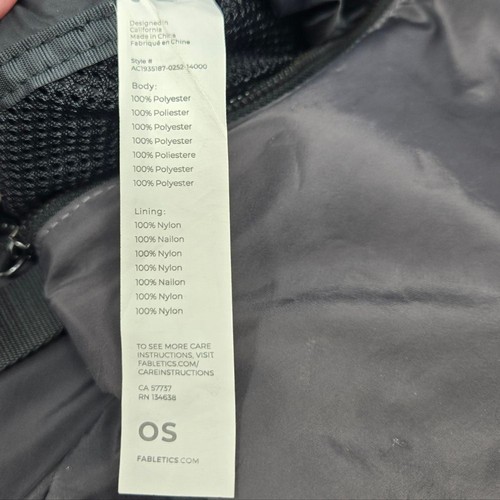 Designed in
California
Made in China
Fabriqué en Chine
Style #
AC1935187-0252-14000
Body:
100% Polyester
100% Poliester
100% Polyester
100% Polyester
100% Poliestere
100% Polyester
100% Polyester
Lining:
100% Nylon
100% Nailon
100% Nylon
100% Nylon
100% Nailon
100% Nylon
100% Nylon
TO SEE MORE CARE
INSTRUCTIONS, VISIT
FABLETICS.COM/
CAREINSTRUCTIONS
CA 57737
RN 134638
OS
FABLETICS.COM